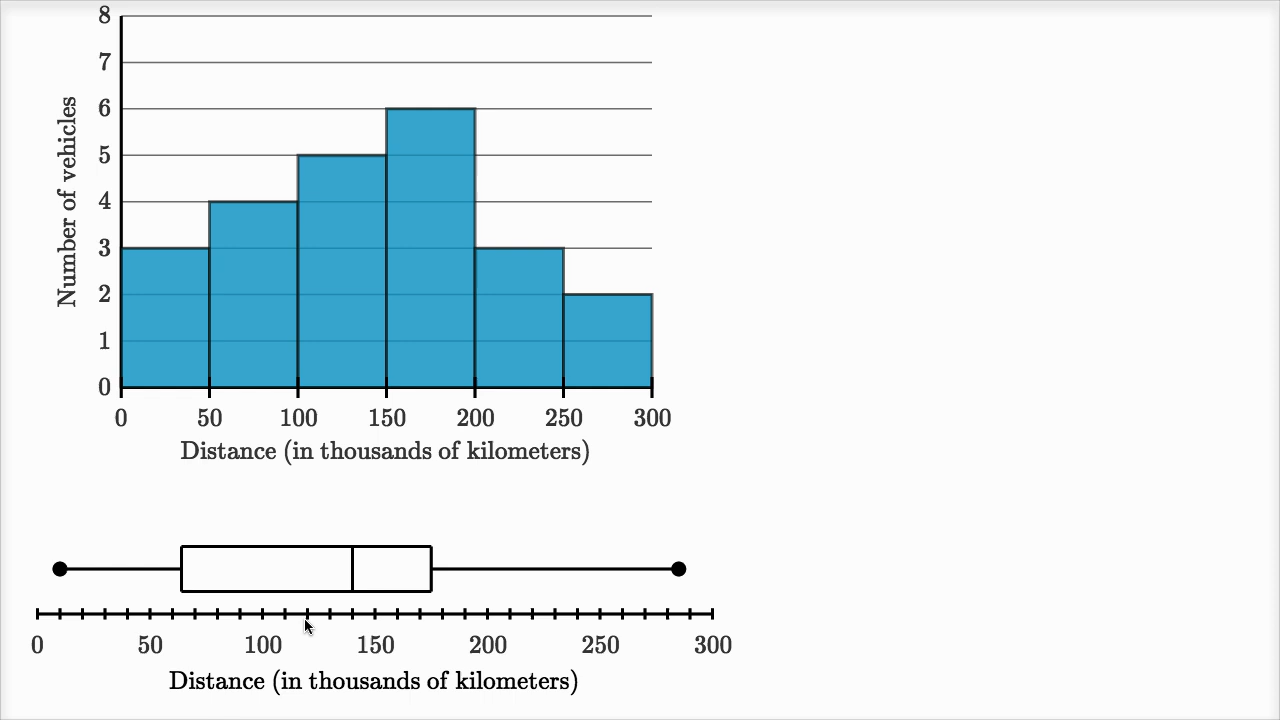 8
7
6
5
4
3
2
1
0
Number of vehicles
0 50 100 150 200 250 300
Distance (in thousands of kilometers)
0 50 100 150 200 250 300
Distance (in thousands of kilometers)